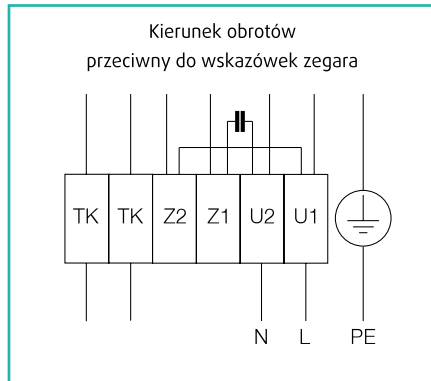 Kierunek obrotów
przeciwny do wskazówek zegara
TK TK Z2 Z1 U2 U1
N L PE